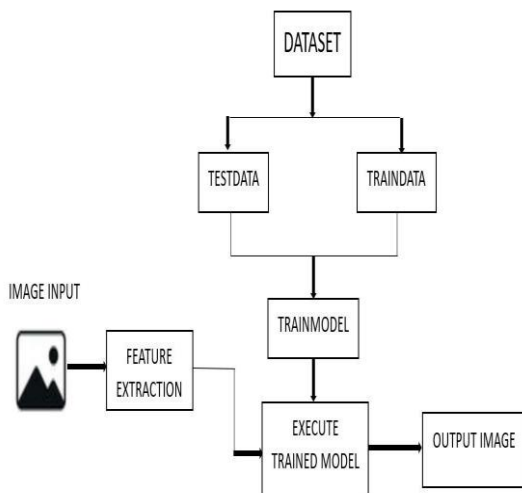 DATASET
TESTDATA
TRAINDATA
IMAGE INPUT
TRAINMODEL
FEATURE
EXTRACTION
EXECUTE
TRAINED MODEL
OUTPUT IMAGE